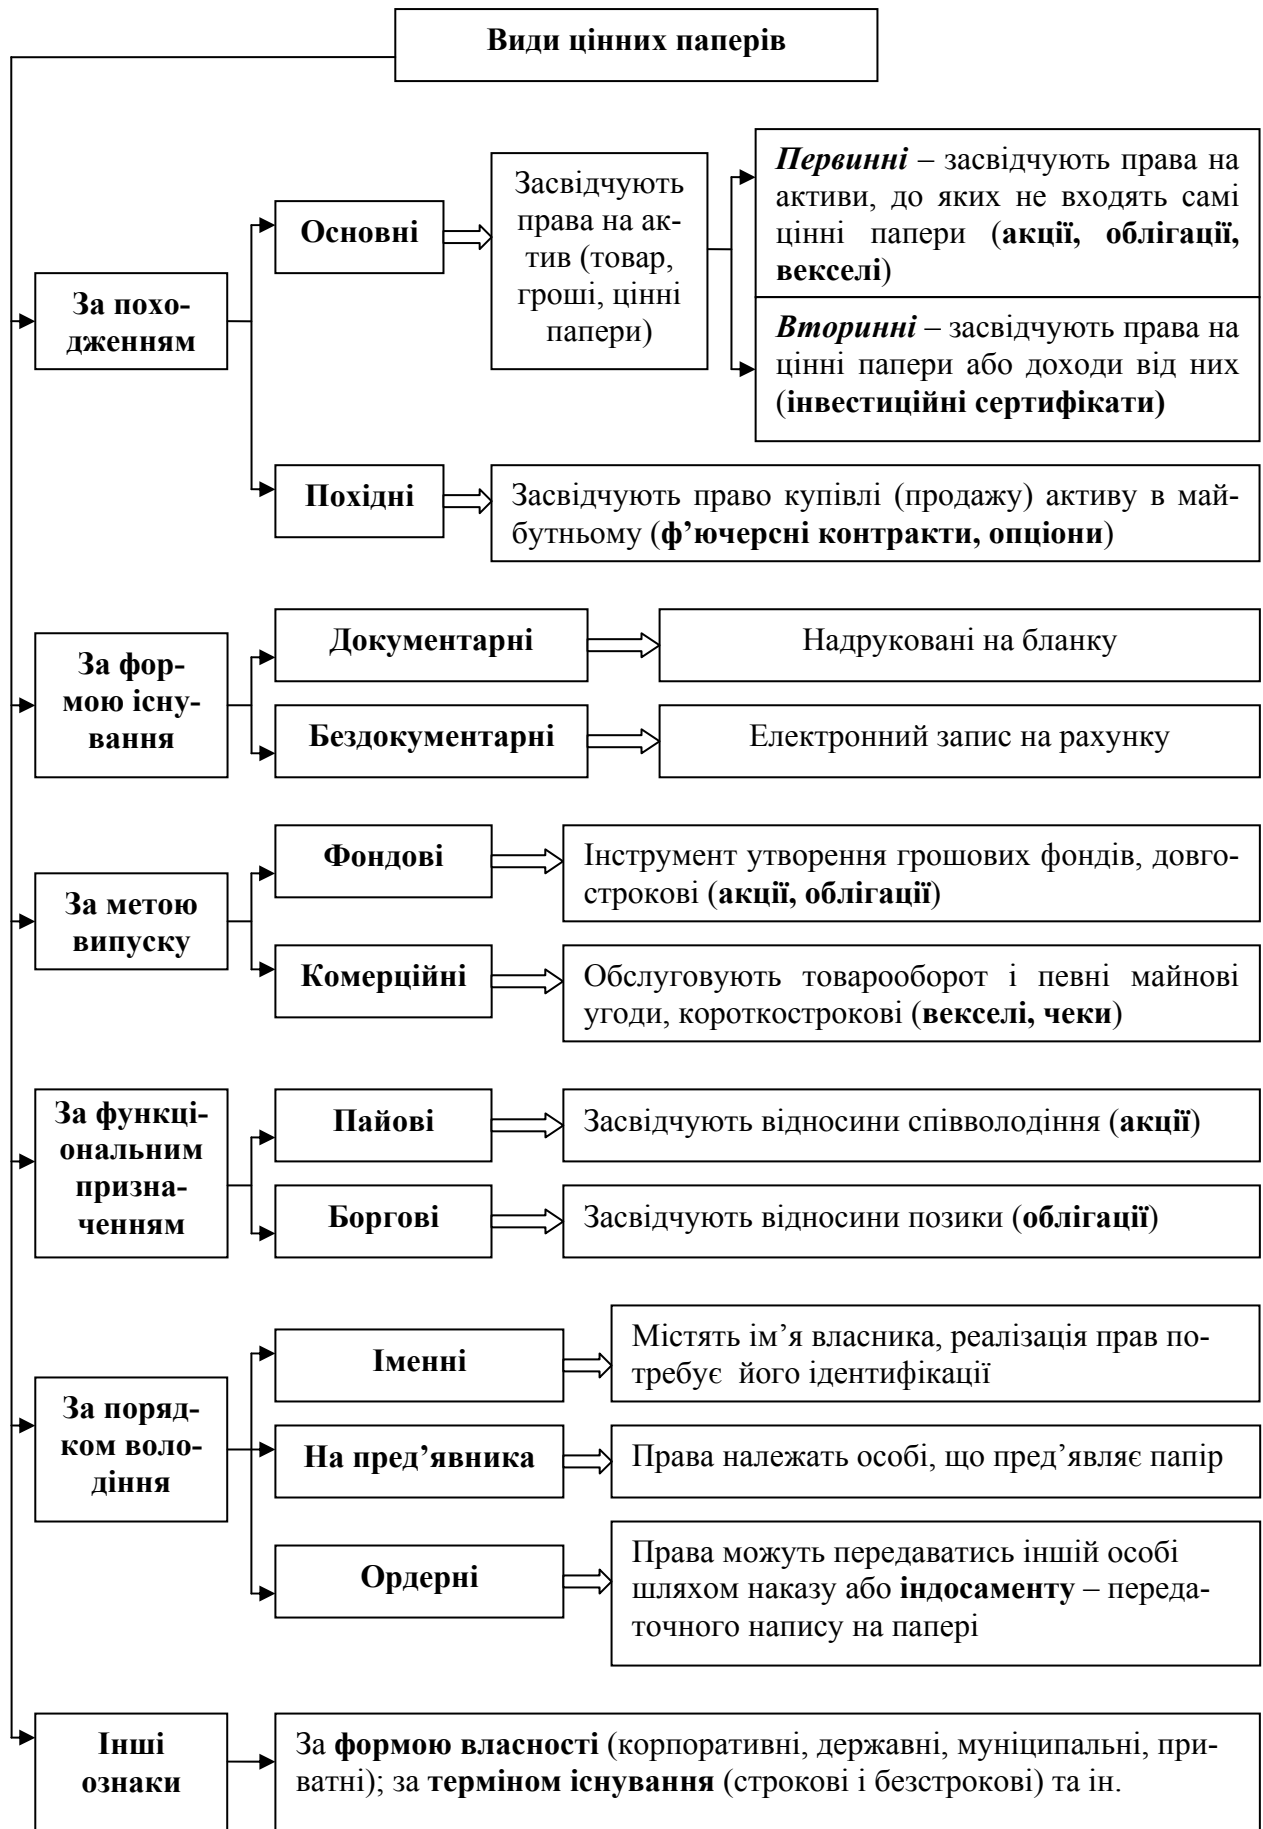 Види цінних паперів
За похо-
дженням
Основні
Засвідчують
права на ак-
тив (товар,
гроші, цінні
папери)
Первинні – засвідчують права на
активи, до яких не входять самі
цінні папери (акції, облігації,
векселі)
Вторинні – засвідчують права на
цінні папери або доходи від них
(інвестиційні сертифікати)
Похідні
Засвідчують право купівлі (продажу) активу в май-
бутньому (ф’ючерсні контракти, опціони)
За фор-
мою існу-
вання
Документарні
Надруковані на бланку
Бездокументарні
Електронний запис на рахунку
За метою
випуску
Фондові
Інструмент утворення грошових фондів, довго-
строкові (акції, облігації)
Комерційні
Обслуговують товарооборот і певні майнові
угоди, короткострокові (векселі, чеки)
За функці-
ональним
призна-
ченням
Пайові
Засвідчують відносини співволодіння (акції)
Боргові
Засвідчують відносини позики (облігації)
За поряд-
ком воло-
діння
Іменні
Містять ім’я власника, реалізація прав по-
требує його ідентифікації
На пред’явника
Права належать особі, що пред’являє папір
Ордерні
Права можуть передаватись іншій особі
шляхом наказу або індосаменту – переда-
точного напису на папері
Інші
ознаки
За формою власності (корпоративні, державні, муніципальні, при-
ватні); за терміном існування (строкові і безстрокові) та ін.